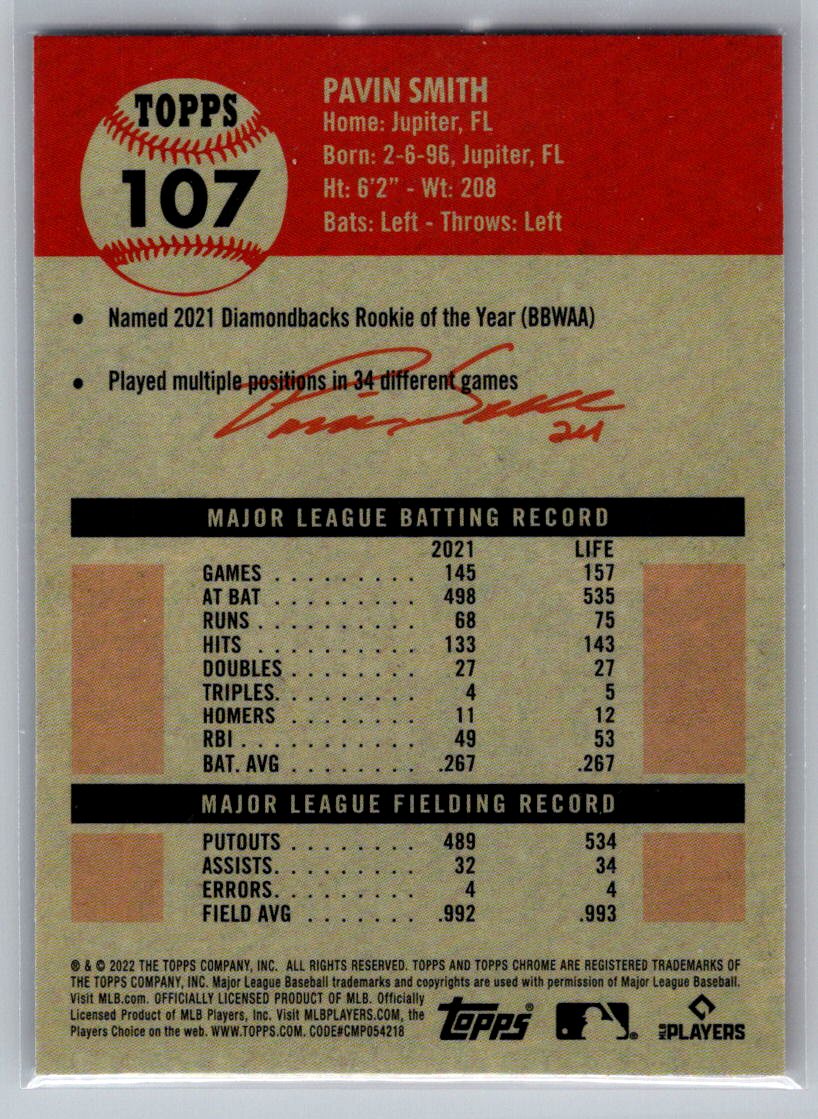 TOPPS
107
PAVIN SMITH
Home: Jupiter, FL
Born: 2-6-96, Jupiter, FL
Ht: 6'2" - Wt: 208
Bats: Left - Throws: Left
• Named 2021 Diamondbacks Rookie of the Year (BBWAA)
• Played multiple positions in 34 different games
24
MAJOR LEAGUE BATTING RECORD
2021 LIFE
GAMES . . . . . . . . . 145 157
AT BAT . . . . . . . . . 498 535
RUNS . . . . . . . . . . 68 75
HITS . . . . . . . . . . 133 143
DOUBLES . . . . . . . . 27 27
TRIPLES. . . . . . . . . 4 5
HOMERS . . . . . . . . 11 12
RBI . . . . . . . . . . . 49 53
BAT. AVG . . . . . . . . .267 .267
MAJOR LEAGUE FIELDING RECORD
PUTOUTS . . . . . . . . 489 534
ASSISTS. . . . . . . . . 32 34
ERRORS. . . . . . . . . 4 4
FIELD AVG . . . . . . . .992 .993
® & © 2022 THE TOPPS COMPANY, INC. ALL RIGHTS RESERVED. TOPPS AND TOPPS CHROME ARE REGISTERED TRADEMARKS OF
THE TOPPS COMPANY, INC. Major League Baseball trademarks and copyrights are used with permission of Major League Baseball.
Visit MLB.com. OFFICIALLY LICENSED PRODUCT OF MLB. Officially
Licensed Product of MLB Players, Inc. Visit MLBPLAYERS.COM, the
Players Choice on the web. WWW.TOPPS.COM. CODE#CMP054218
Topps®
MLB PLAYERS